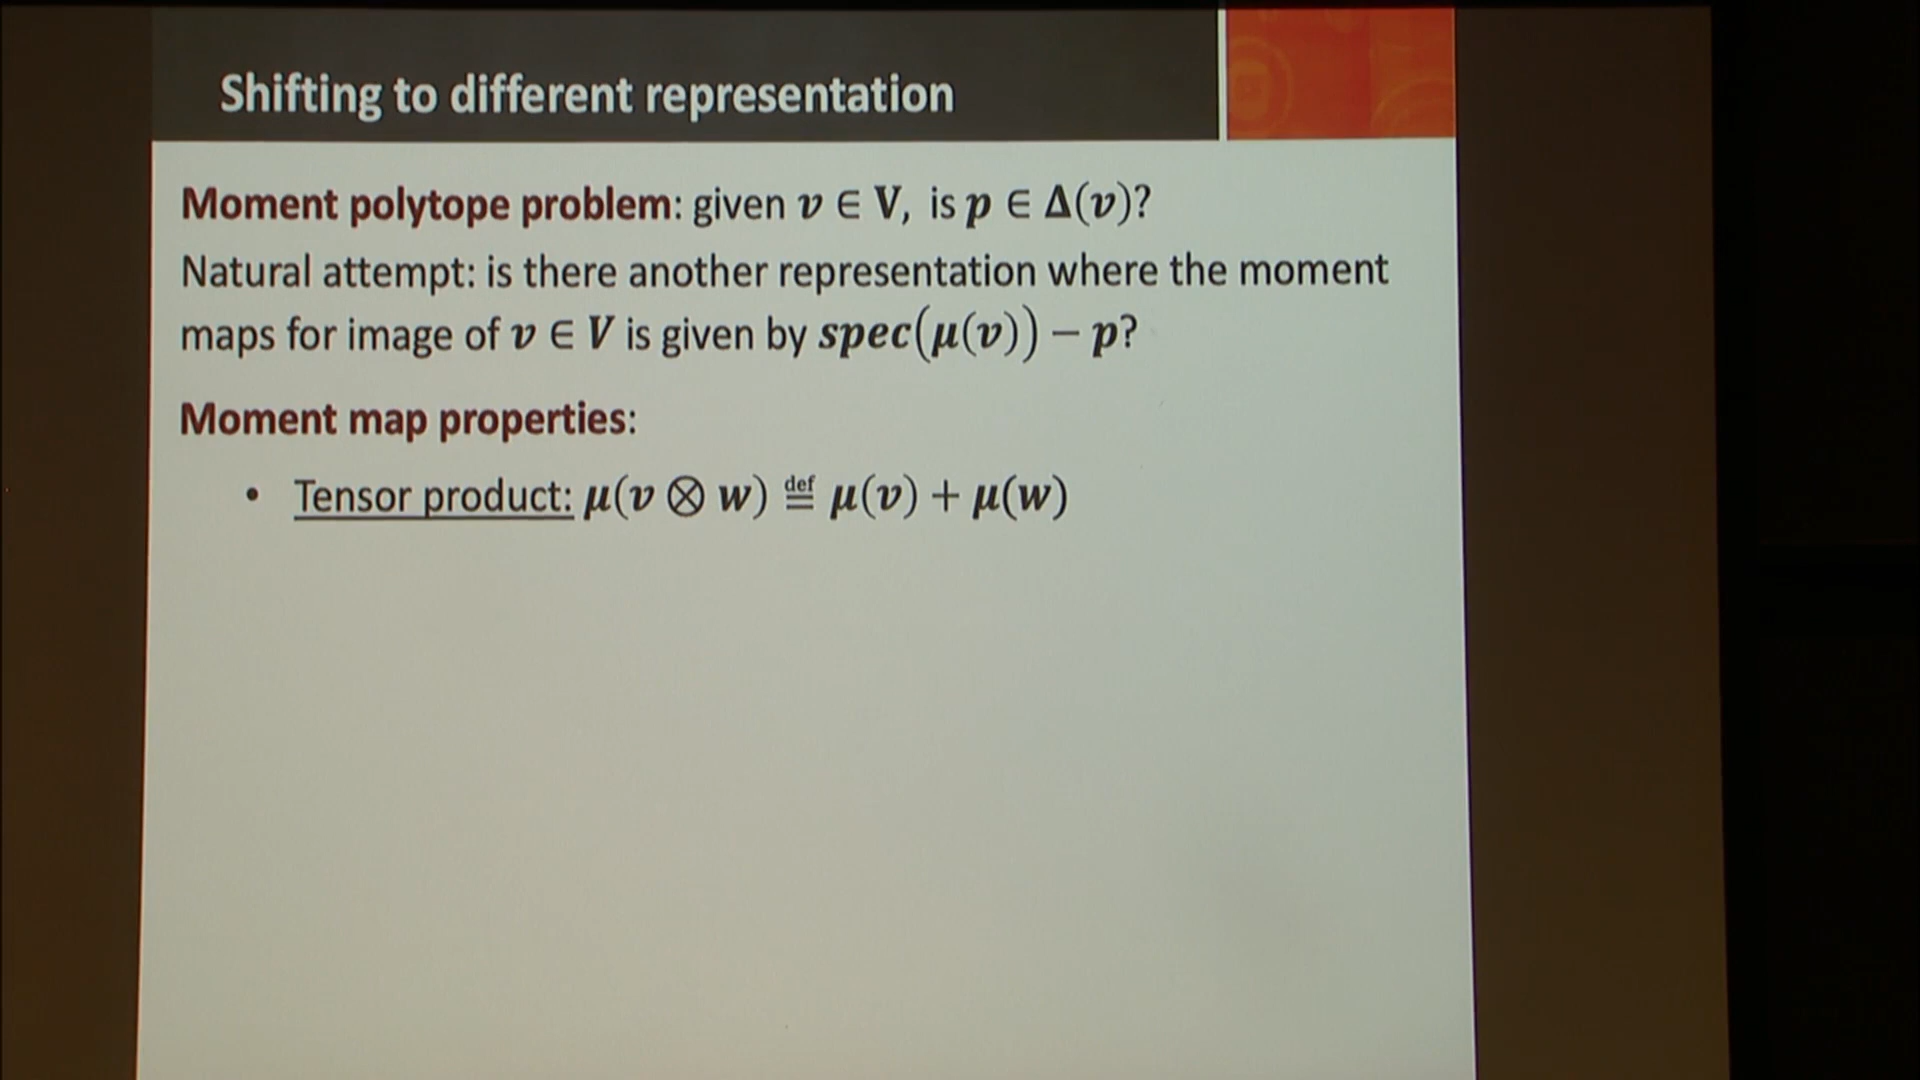 Shifting to different representation
Moment polytope problem: given v ∈ V, is p ∈ Δ(v)?
Natural attempt: is there another representation where the moment
maps for image of v ∈ V is given by spec(μ(v)) − p?
Moment map properties:
• Tensor product: μ(v ⊗ w) ≝ μ(v) + μ(w)